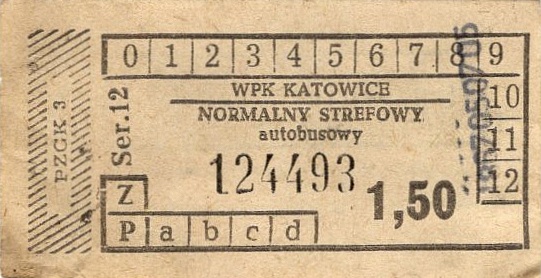 PZGK 3
Ser. 12
0 1 2 3 4 5 6 7 8 9
10
11
12
WPK KATOWICE
NORMALNY STREFOWY
autobusowy
124493
1,50
Z
P a b c d